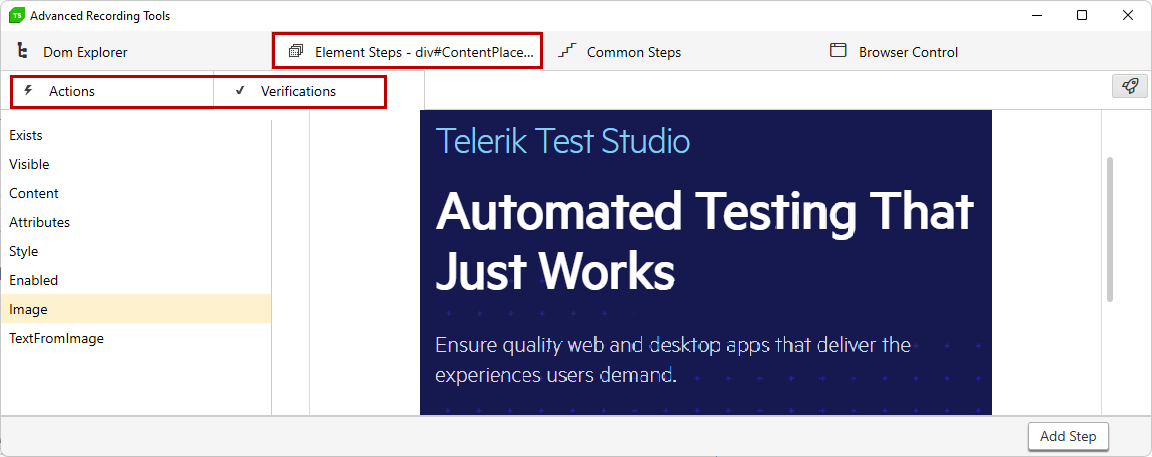 TS Advanced Recording Tools
Dom Explorer
Element Steps - div#ContentPlace...
Common Steps
Browser Control
Actions
Verifications
Exists
Visible
Content
Attributes
Style
Enabled
Image
TextFromImage
Telerik Test Studio
Automated Testing That
Just Works
Ensure quality web and desktop apps that deliver the
experiences users demand.
Add Step